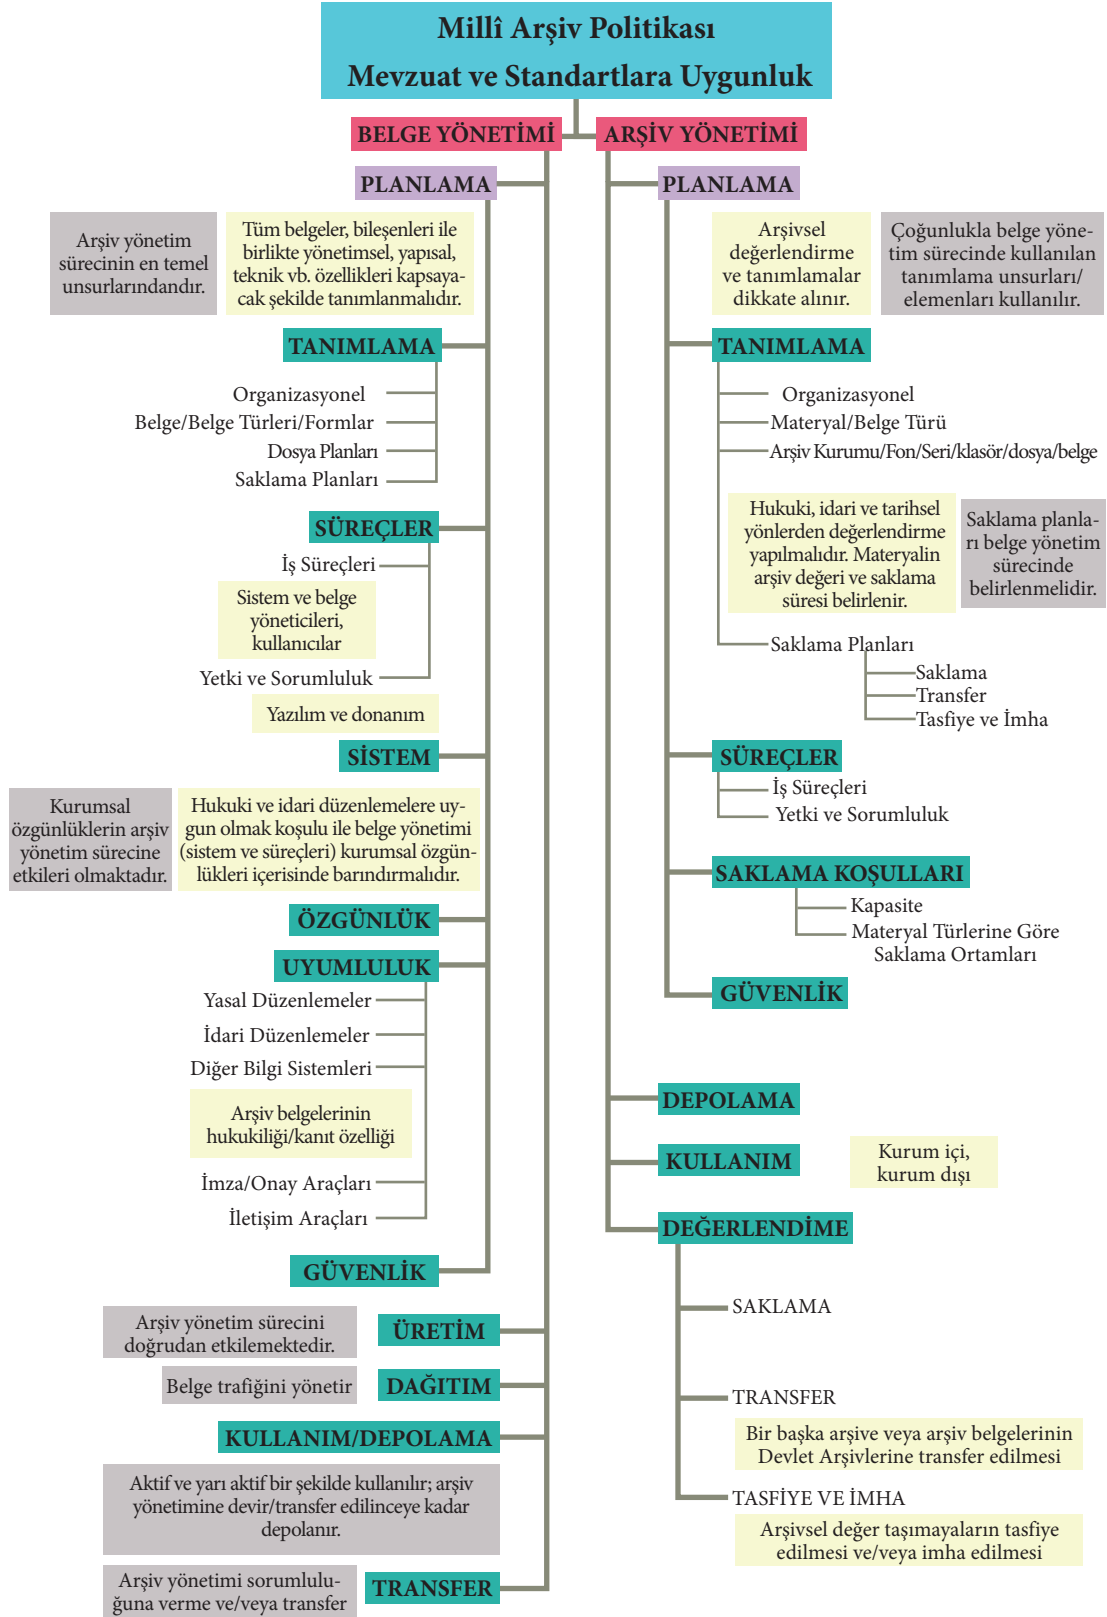 Millî Arşiv Politikası
Mevzuat ve Standartlara Uygunluk
BELGE YÖNETİMİ
PLANLAMA
Arşiv yönetim
sürecinin en temel
unsurlarındandır.
Tüm belgeler, bileşenleri ile
birlikte yönetimsel, yapısal,
teknik vb. özellikleri kapsaya-
cak şekilde tanımlanmalıdır.
TANIMLAMA
Organizasyonel
Belge/Belge Türleri/Formlar
Dosya Planları
Saklama Planları
SÜREÇLER
İş Süreçleri
Sistem ve belge
yöneticileri,
kullanıcılar
Yetki ve Sorumluluk
Yazılım ve donanım
SİSTEM
Kurumsal
özgünlüklerin arşiv
yönetim sürecine
etkileri olmaktadır.
Hukuki ve idari düzenlemelere uy-
gun olmak koşulu ile belge yönetimi
(sistem ve süreçleri) kurumsal özgün-
lükleri içerisinde barındırmalıdır.
ÖZGÜNLÜK
UYUMLULUK
Yasal Düzenlemeler
İdari Düzenlemeler
Diğer Bilgi Sistemleri
Arşiv belgelerinin
hukukiliği/kanıt özelliği
İmza/Onay Araçları
İletişim Araçları
GÜVENLİK
Arşiv yönetim sürecini
doğrudan etkilemektedir.
ÜRETİM
Belge trafiğini yönetir
DAĞITIM
KULLANIM/DEPOLAMA
Aktif ve yarı aktif bir şekilde kullanılır; arşiv
yönetimine devir/transfer edilinceye kadar
depolanır.
Arşiv yönetimi sorumlulu-
ğuna verme ve/veya transfer
TRANSFER
ARŞİV YÖNETİMİ
PLANLAMA
Arşivsel
değerlendirme
ve tanımlamalar
dikkate alınır.
Çoğunlukla belge yöne-
tim sürecinde kullanılan
tanımlama unsurları/
elemenları kullanılır.
TANIMLAMA
Organizasyonel
Materyal/Belge Türü
Arşiv Kurumu/Fon/Seri/klasör/dosya/belge
Hukuki, idari ve tarihsel
yönlerden değerlendirme
yapılmalıdır. Materyalin
arşiv değeri ve saklama
süresi belirlenir.
Saklama planla-
rı belge yönetim
sürecinde
belirlenmelidir.
Saklama Planları
Saklama
Transfer
Tasfiye ve İmha
SÜREÇLER
İş Süreçleri
Yetki ve Sorumluluk
SAKLAMA KOŞULLARI
Kapasite
Materyal Türlerine Göre
Saklama Ortamları
GÜVENLİK
DEPOLAMA
KULLANIM
Kurum içi,
kurum dışı
DEĞERLENDİME
SAKLAMA
TRANSFER
Bir başka arşive veya arşiv belgelerinin
Devlet Arşivlerine transfer edilmesi
TASFİYE VE İMHA
Arşivsel değer taşımayaların tasfiye
edilmesi ve/veya imha edilmesi